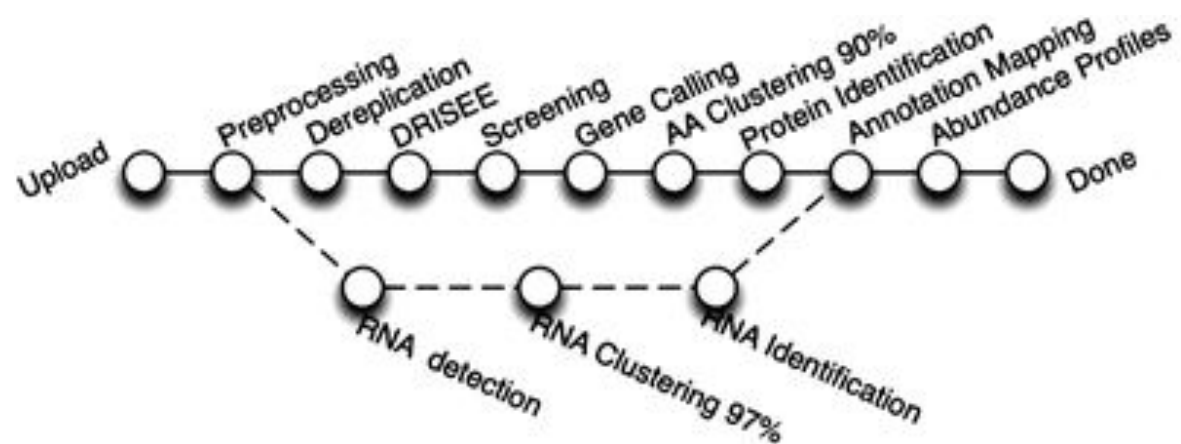 Upload
Preprocessing
Dereplication
DRISEE
Screening
Gene Calling
AA Clustering 90%
Protein Identification
Annotation Mapping
Abundance Profiles
Done
RNA detection
RNA Clustering 97%
RNA Identification